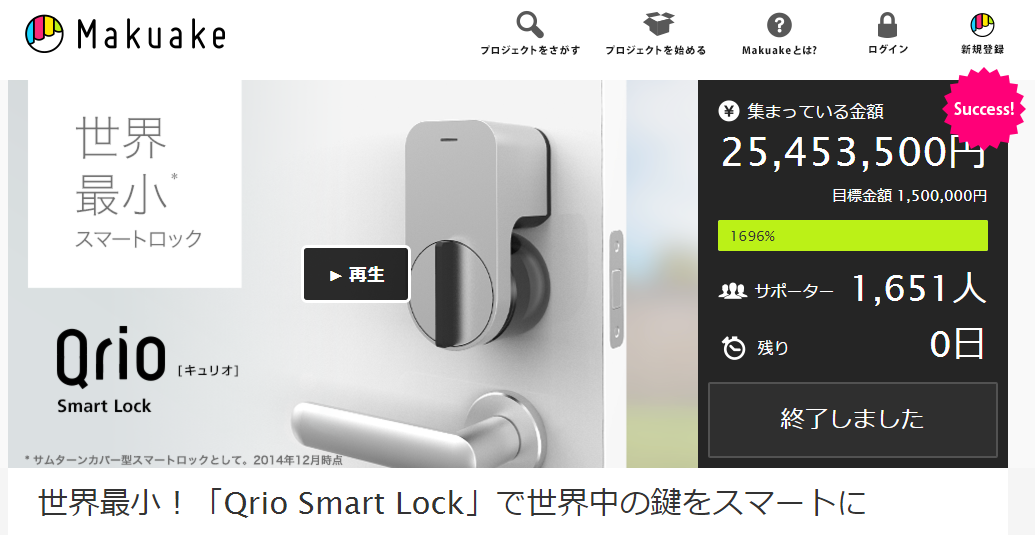 Makuake
プロジェクトをさがす
プロジェクトを始める
Makuakeとは?
ログイン
新規登録
世界
最小*
スマートロック
▶ 再生
Qrio [キュリオ]
Smart Lock
* サムターンカバー型スマートロックとして。2014年12月時点
Success!
¥ 集まっている金額
25,453,500円
目標金額 1,500,000円
1696%
サポーター 1,651人
残り 0日
終了しました
世界最小！「Qrio Smart Lock」で世界中の鍵をスマートに